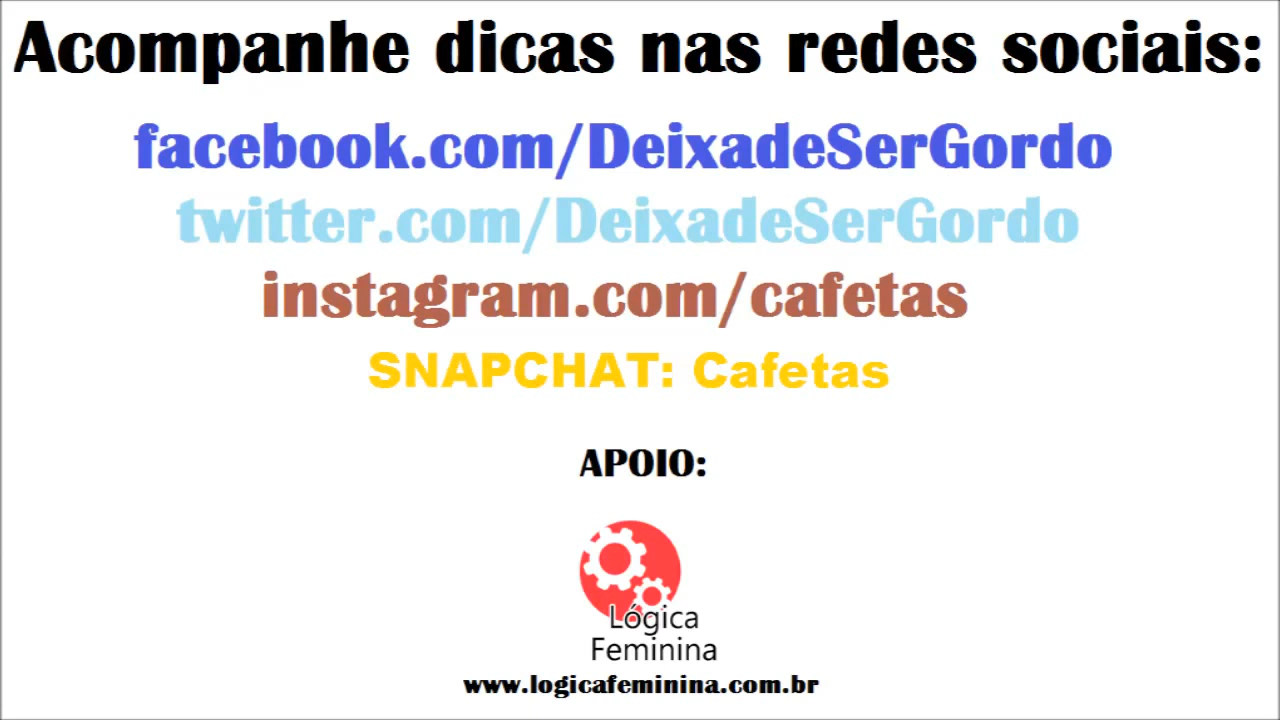 Acompanhe dicas nas redes sociais:
facebook.com/DeixadeSerGordo
twitter.com/DeixadeSerGordo
instagram.com/cafetas
SNAPCHAT: Cafetas
APOIO:
Lógica
Feminina
www.logicafeminina.com.br